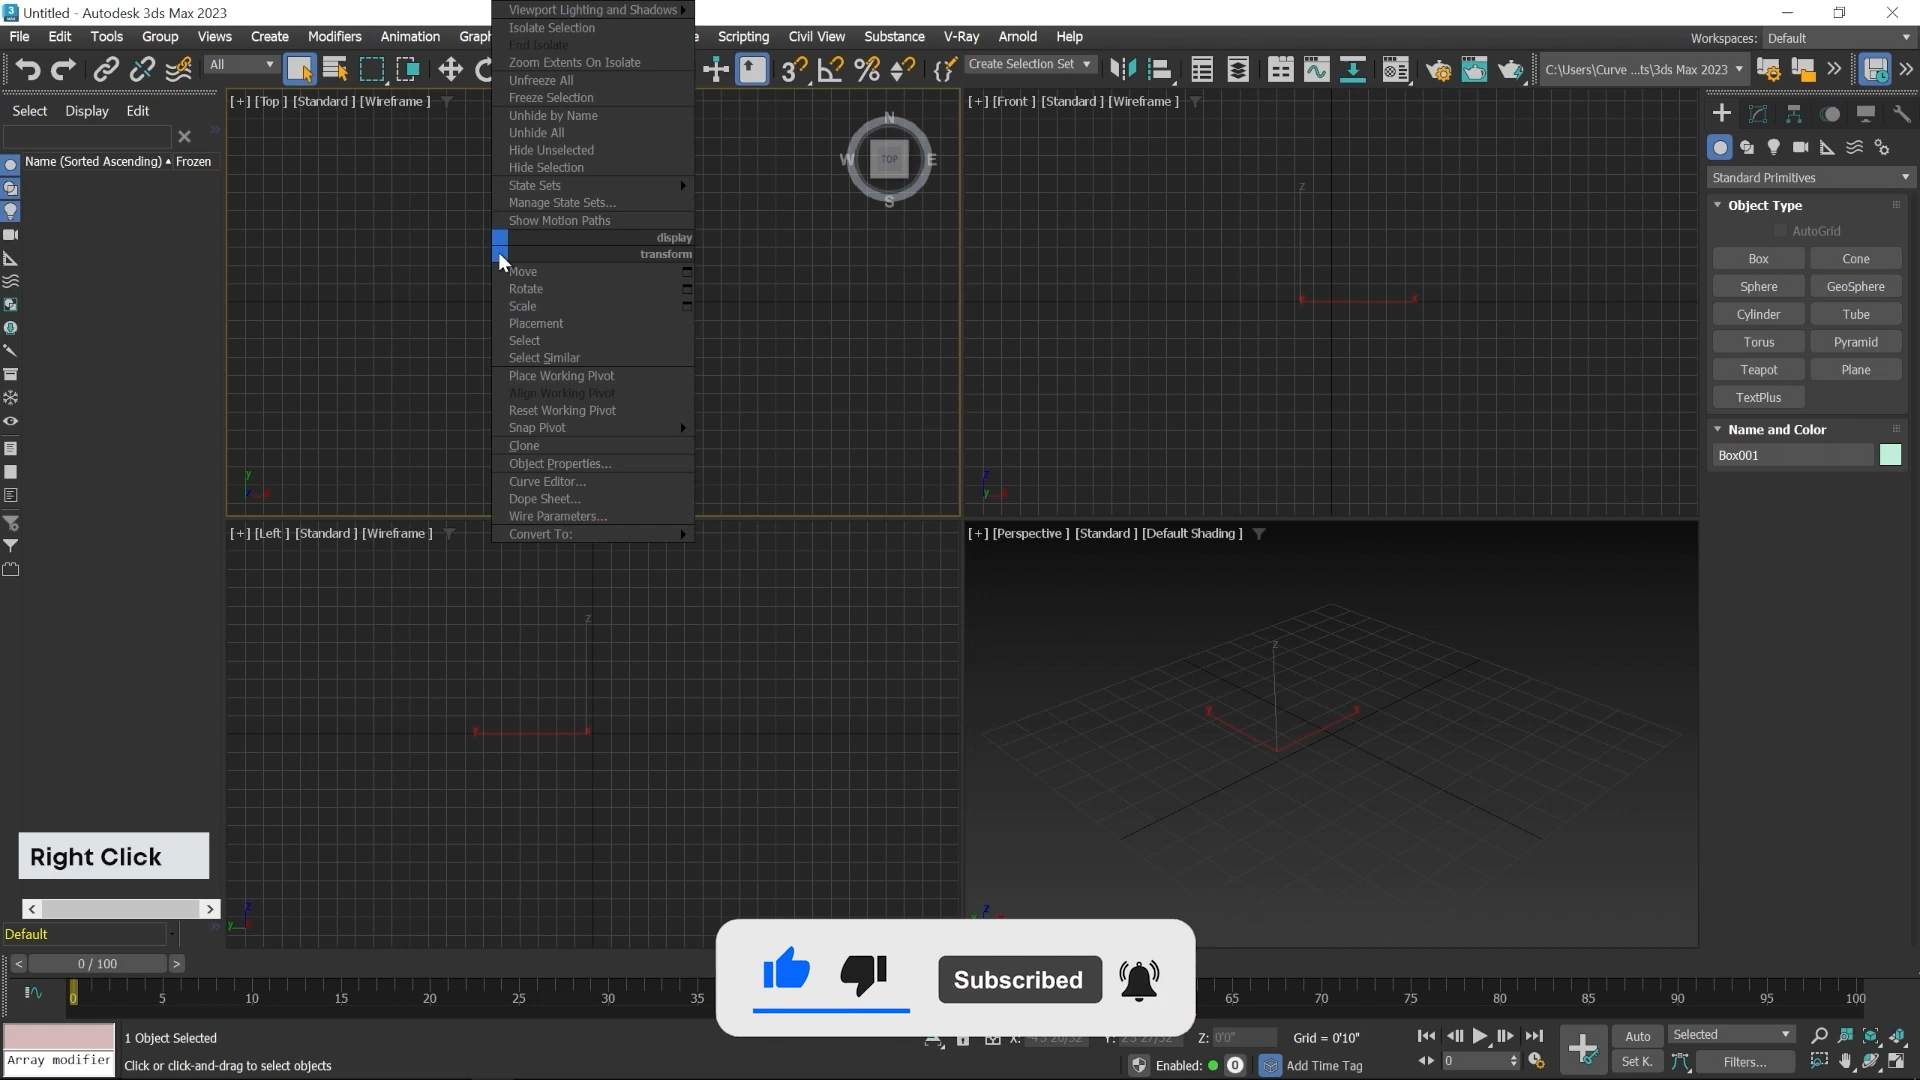 3 Untitled - Autodesk 3ds Max 2023
File Edit Tools Group Views Create Modifiers Animation Graph Scripting Civil View Substance V-Ray Arnold Help
Workspaces: Default
All
Create Selection Set
C:\Users\Curve ...ts\3ds Max 2023
Select Display Edit
Name (Sorted Ascending) Frozen
[+] [Top ] [Standard ] [Wireframe ]
N
W TOP E
S
y
z x
[+] [Front ] [Standard ] [Wireframe ]
z
x
z
y x
[+] [Left ] [Standard ] [Wireframe ]
z
y x
z
y
[+] [Perspective ] [Standard ] [Default Shading ]
z
y x
z
Viewport Lighting and Shadows
Isolate Selection
End Isolate
Zoom Extents On Isolate
Unfreeze All
Freeze Selection
Unhide by Name
Unhide All
Hide Unselected
Hide Selection
State Sets
Manage State Sets...
Show Motion Paths
display
transform
Move
Rotate
Scale
Placement
Select
Select Similar
Place Working Pivot
Align Working Pivot
Reset Working Pivot
Snap Pivot
Clone
Object Properties...
Curve Editor...
Dope Sheet...
Wire Parameters...
Convert To:
Standard Primitives
Object Type
AutoGrid
Box Cone
Sphere GeoSphere
Cylinder Tube
Torus Pyramid
Teapot Plane
TextPlus
Name and Color
Box001
Right Click
Default
< 0 / 100 >
0 5 10 15 20 25 30 35 65 70 75 80 85 90 95 100
Subscribed
Array modifier
1 Object Selected
Click or click-and-drag to select objects
X: Y: Z: 0'0" Grid = 0'10"
Enabled: 0 Add Time Tag
0
Auto Selected
Set K. Filters...